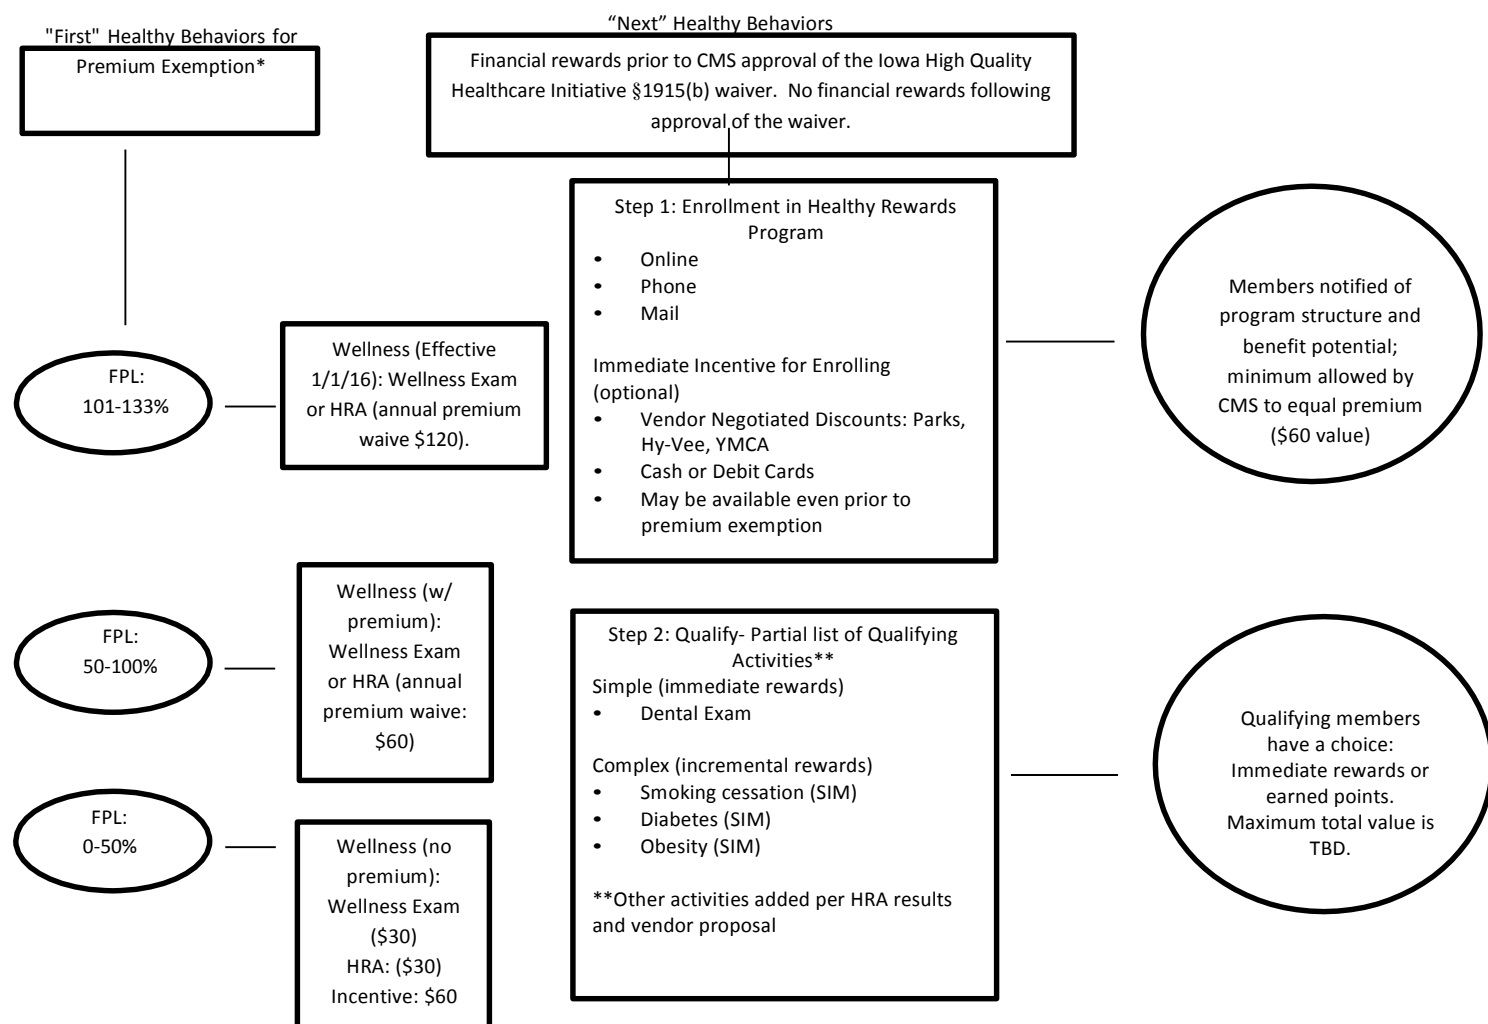 "First" Healthy Behaviors for
Premium Exemption*
“Next” Healthy Behaviors
Financial rewards prior to CMS approval of the Iowa High Quality
Healthcare Initiative §1915(b) waiver.  No financial rewards following
approval of the waiver.
FPL:
101-133%
Wellness (Effective
1/1/16): Wellness Exam
or HRA (annual premium
waive $120).
FPL:
50-100%
Wellness (w/
premium):
Wellness Exam
or HRA (annual
premium waive:
$60)
FPL:
0-50%
Wellness (no
premium):
Wellness Exam
($30)
HRA: ($30)
Incentive: $60
Step 1: Enrollment in Healthy Rewards
Program
• Online
• Phone
• Mail
Immediate Incentive for Enrolling
(optional)
• Vendor Negotiated Discounts: Parks,
Hy-Vee, YMCA
• Cash or Debit Cards
• May be available even prior to
premium exemption
Members notified of
program structure and
benefit potential;
minimum allowed by
CMS to equal premium
($60 value)
Step 2: Qualify- Partial list of Qualifying
Activities**
Simple (immediate rewards)
• Dental Exam
Complex (incremental rewards)
• Smoking cessation (SIM)
• Diabetes (SIM)
• Obesity (SIM)
**Other activities added per HRA results
and vendor proposal
Qualifying members
have a choice:
Immediate rewards or
earned points.
Maximum total value is
TBD.